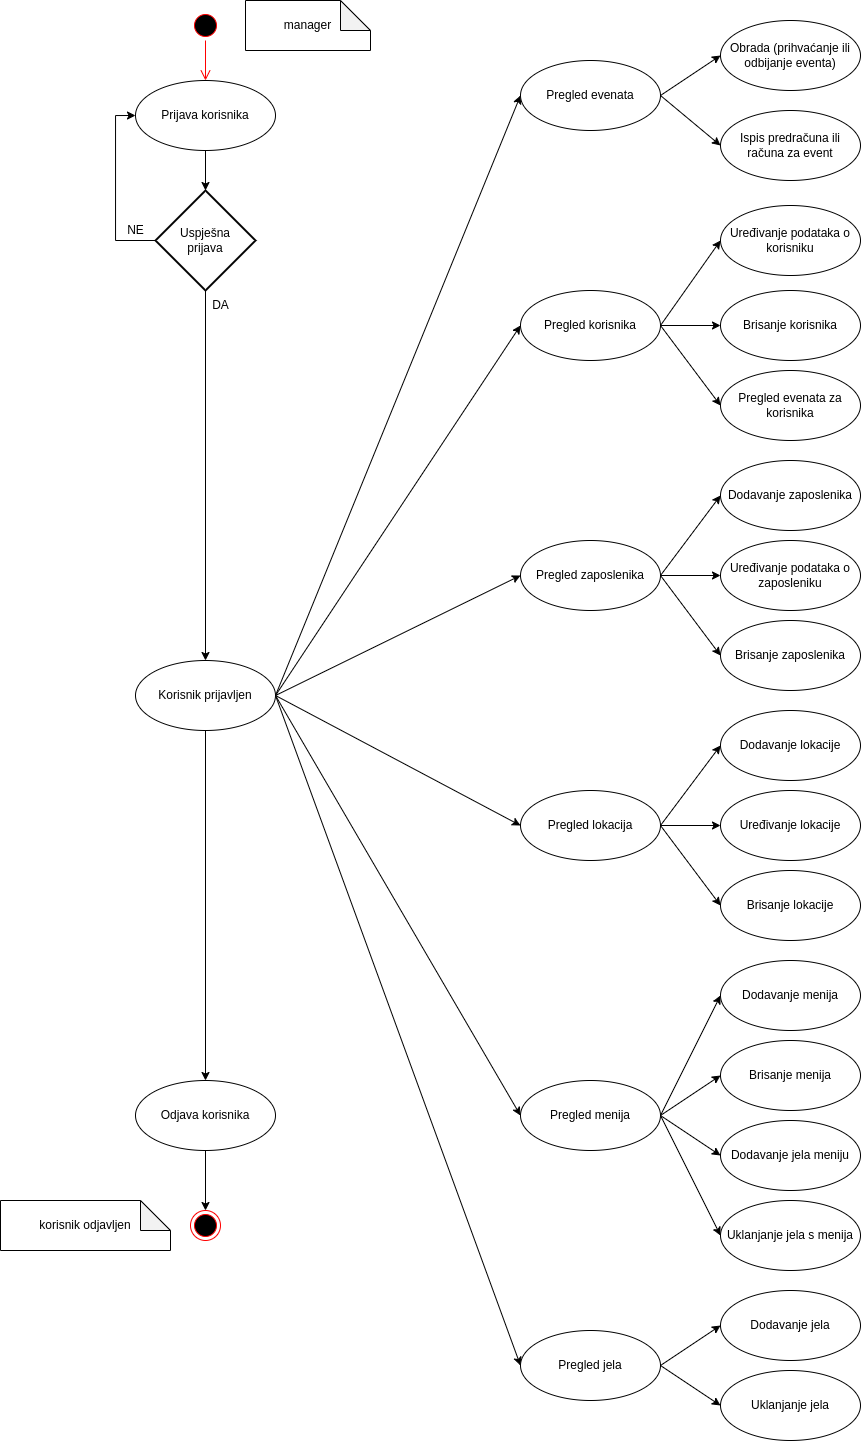 manager
Prijava korisnika
NE
Uspješna
prijava
DA
Korisnik prijavljen
Odjava korisnika
korisnik odjavljen
Pregled evenata
Obrada (prihvaćanje ili
odbijanje eventa)
Ispis predračuna ili
računa za event
Pregled korisnika
Uređivanje podataka o
korisniku
Brisanje korisnika
Pregled evenata za
korisnika
Pregled zaposlenika
Dodavanje zaposlenika
Uređivanje podataka o
zaposleniku
Brisanje zaposlenika
Pregled lokacija
Dodavanje lokacije
Uređivanje lokacije
Brisanje lokacije
Pregled menija
Dodavanje menija
Brisanje menija
Dodavanje jela meniju
Uklanjanje jela s menija
Pregled jela
Dodavanje jela
Uklanjanje jela